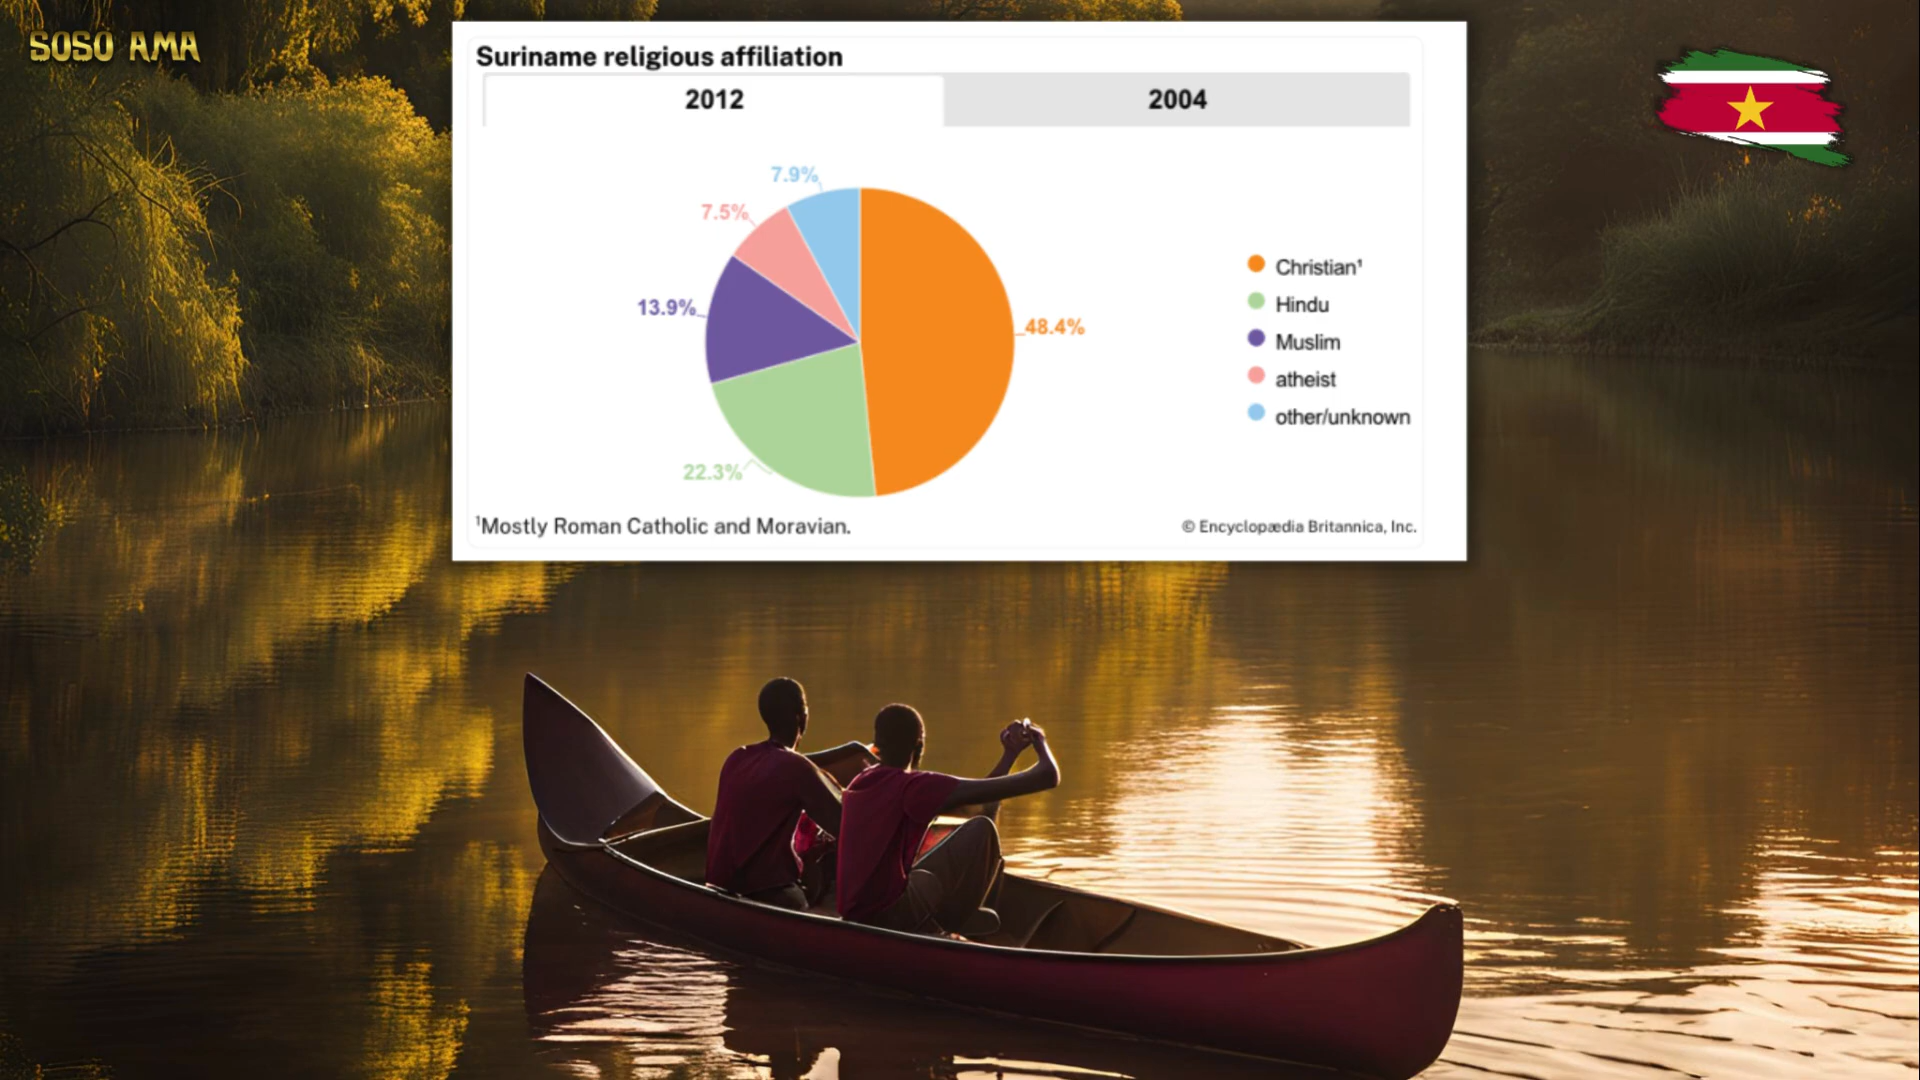 SOSO AMA
Suriname religious affiliation
2012
2004
7.9%
7.5%
13.9%
48.4%
22.3%
Christian¹
Hindu
Muslim
atheist
other/unknown
¹Mostly Roman Catholic and Moravian.
© Encyclopædia Britannica, Inc.